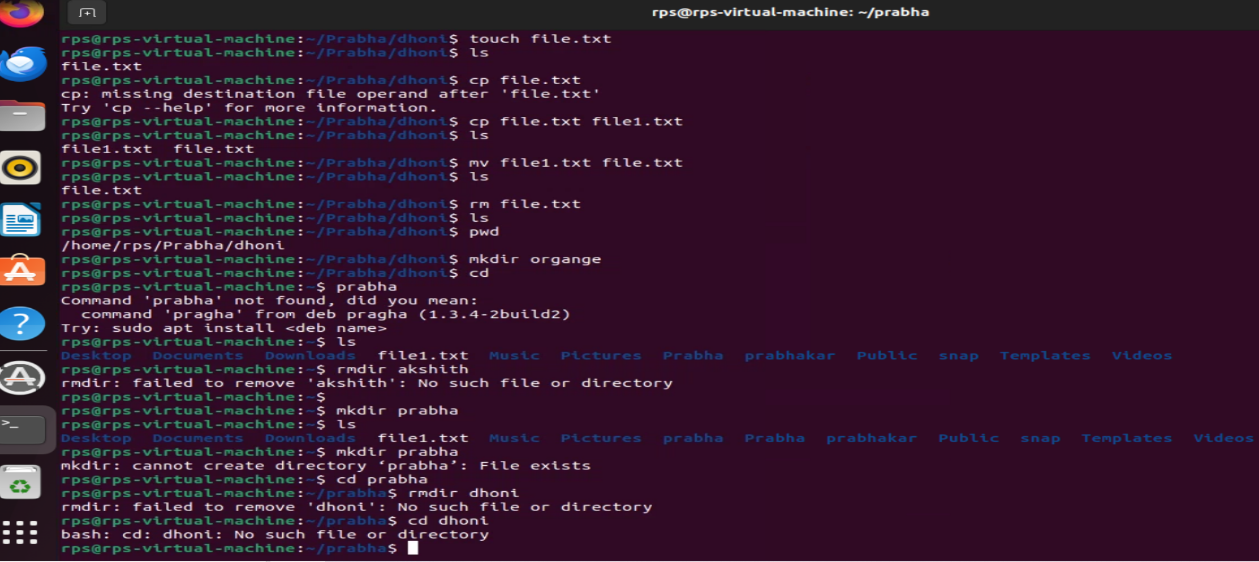 rps@rps-virtual-machine: ~/prabha
rps@rps-virtual-machine:~/Prabha/dhoni$ touch file.txt
rps@rps-virtual-machine:~/Prabha/dhoni$ ls
file.txt
rps@rps-virtual-machine:~/Prabha/dhoni$ cp file.txt
cp: missing destination file operand after 'file.txt'
Try 'cp --help' for more information.
rps@rps-virtual-machine:~/Prabha/dhoni$ cp file.txt file1.txt
rps@rps-virtual-machine:~/Prabha/dhoni$ ls
file1.txt  file.txt
rps@rps-virtual-machine:~/Prabha/dhoni$ mv file1.txt file.txt
rps@rps-virtual-machine:~/Prabha/dhoni$ ls
file.txt
rps@rps-virtual-machine:~/Prabha/dhoni$ rm file.txt
rps@rps-virtual-machine:~/Prabha/dhoni$ ls
rps@rps-virtual-machine:~/Prabha/dhoni$ pwd
/home/rps/Prabha/dhoni
rps@rps-virtual-machine:~/Prabha/dhoni$ mkdir organge
rps@rps-virtual-machine:~/Prabha/dhoni$ cd
rps@rps-virtual-machine:~$ prabha
Command 'prabha' not found, did you mean:
  command 'pragha' from deb pragha (1.3.4-2build2)
Try: sudo apt install <deb name>
rps@rps-virtual-machine:~$ ls
Desktop  Documents  Downloads  file1.txt  Music  Pictures  Prabha  prabhakar  Public  snap  Templates  Videos
rps@rps-virtual-machine:~$ rmdir akshith
rmdir: failed to remove 'akshith': No such file or directory
rps@rps-virtual-machine:~$
rps@rps-virtual-machine:~$ mkdir prabha
rps@rps-virtual-machine:~$ ls
Desktop  Documents  Downloads  file1.txt  Music  Pictures  prabha  Prabha  prabhakar  Public  snap  Templates  Videos
rps@rps-virtual-machine:~$ mkdir prabha
mkdir: cannot create directory ‘prabha’: File exists
rps@rps-virtual-machine:~$ cd prabha
rps@rps-virtual-machine:~/prabha$ rmdir dhoni
rmdir: failed to remove 'dhoni': No such file or directory
rps@rps-virtual-machine:~/prabha$ cd dhoni
bash: cd: dhoni: No such file or directory
rps@rps-virtual-machine:~/prabha$